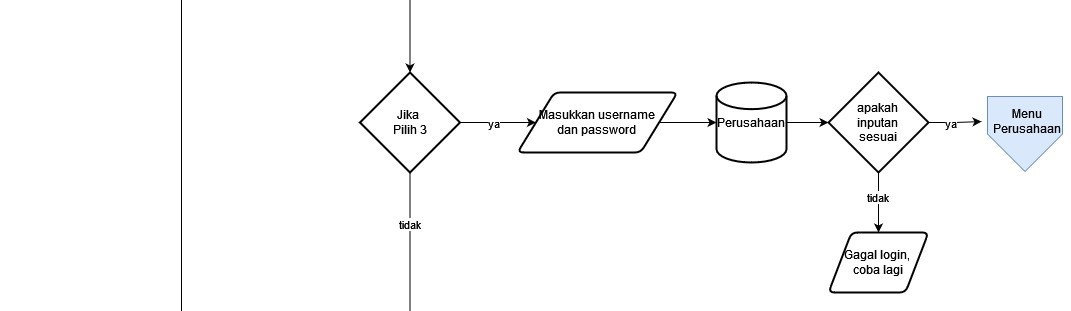 Jika
Pilih 3
ya
Masukkan username
dan password
Perusahaan
apakah
inputan
sesuai
ya
Menu
Perusahaan
tidak
tidak
Gagal login,
coba lagi